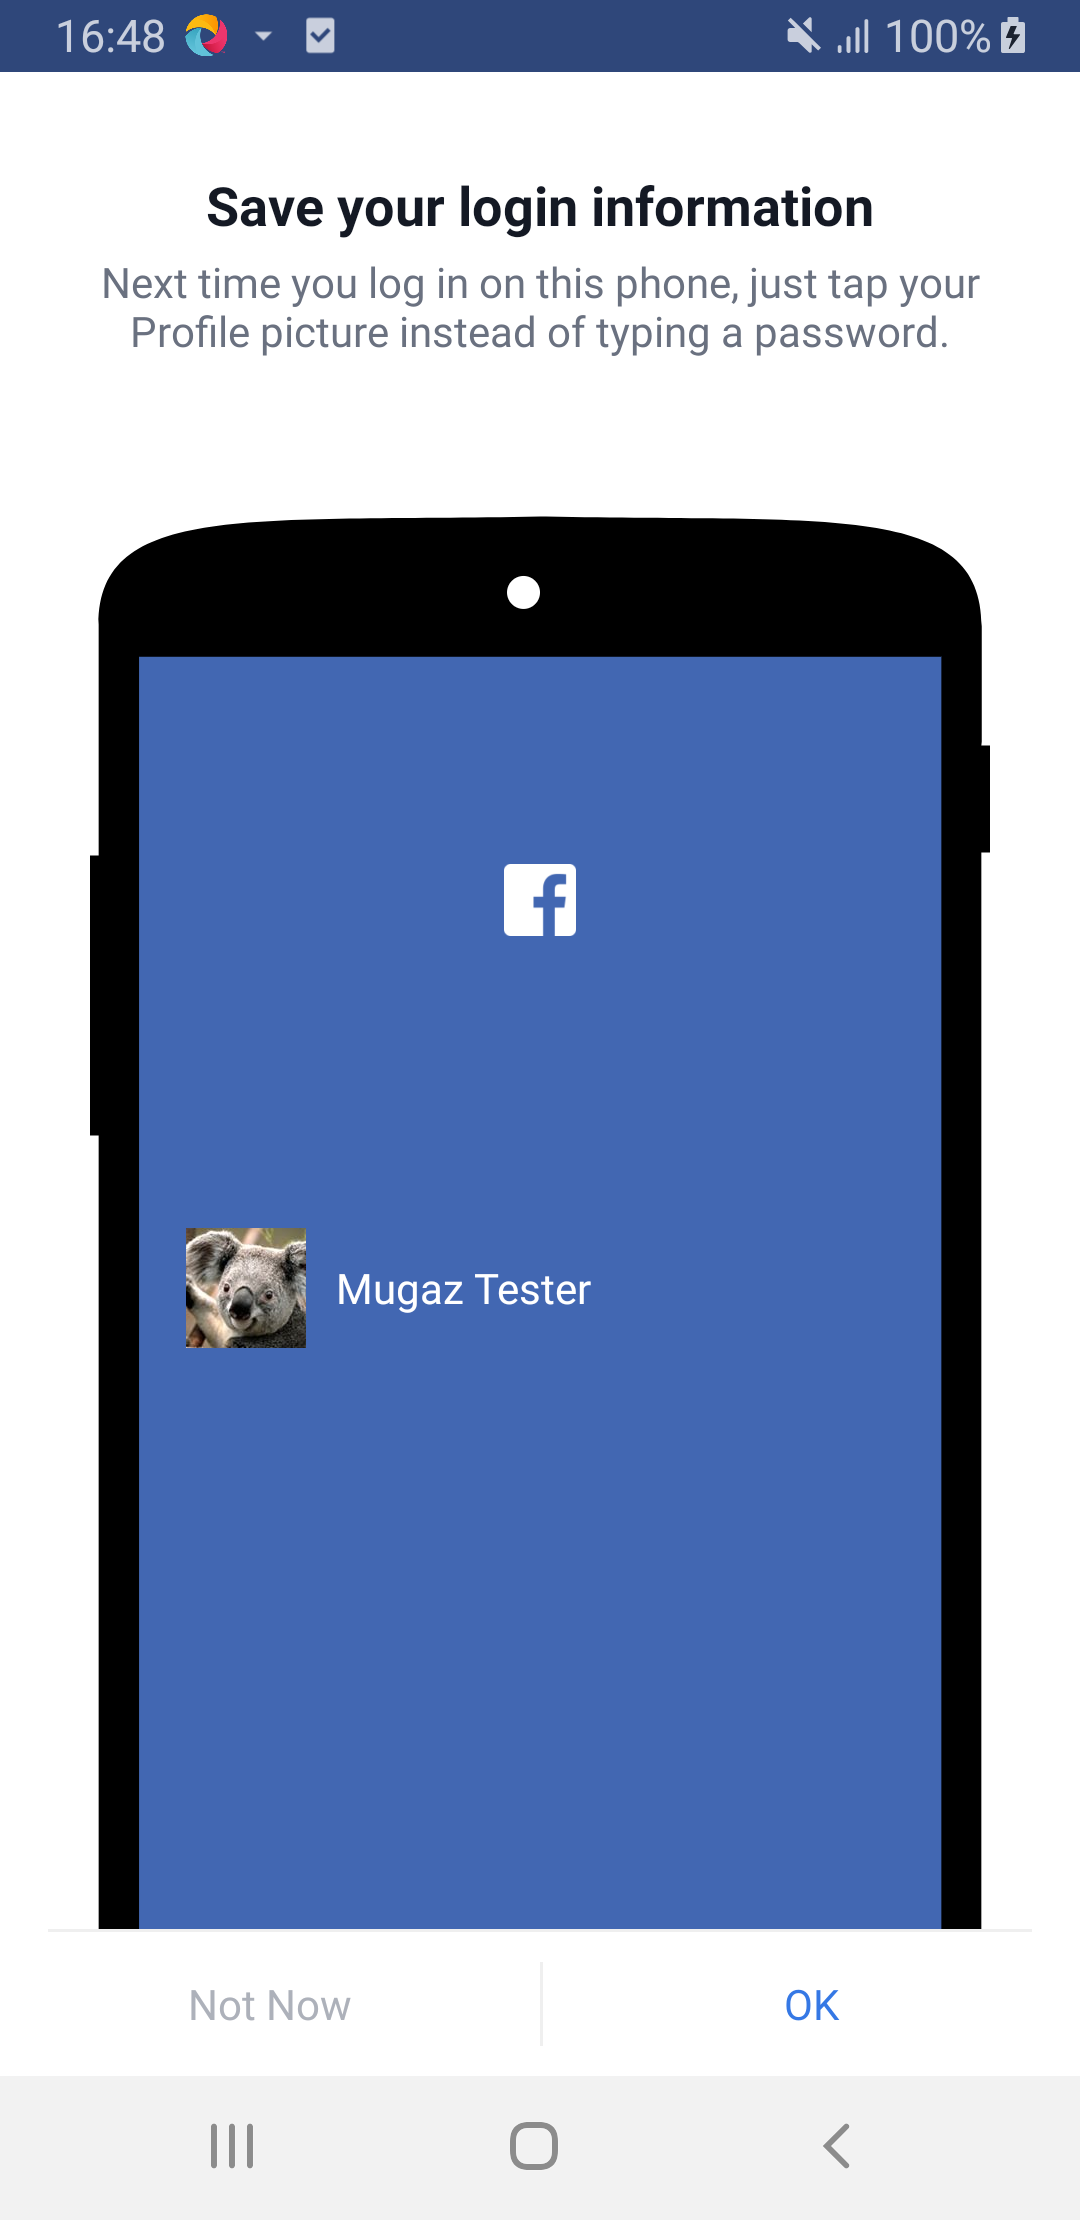 16:48 100%
Save your login information
Next time you log in on this phone, just tap your
Profile picture instead of typing a password.
f
Mugaz Tester
Not Now OK